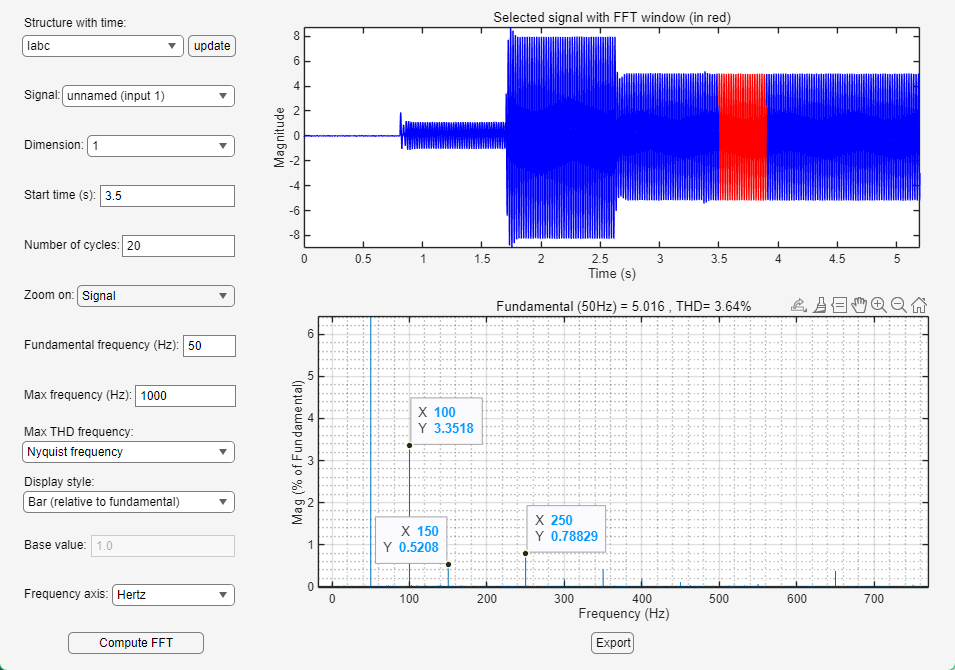 Structure with time:
Iabc
update
Signal: unnamed (input 1)
Dimension: 1
Start time (s): 3.5
Number of cycles: 20
Zoom on: Signal
Fundamental frequency (Hz): 50
Max frequency (Hz): 1000
Max THD frequency:
Nyquist frequency
Display style:
Bar (relative to fundamental)
Base value: 1.0
Frequency axis: Hertz
Compute FFT
Selected signal with FFT window (in red)
Magnitude
8
6
4
2
0
-2
-4
-6
-8
0 0.5 1 1.5 2 2.5 3 3.5 4 4.5 5
Time (s)
Fundamental (50Hz) = 5.016 , THD= 3.64%
Mag (% of Fundamental)
6
5
4
3
2
1
0
X 100
Y 3.3518
X 150
Y 0.5208
X 250
Y 0.78829
0 100 200 300 400 500 600 700
Frequency (Hz)
Export